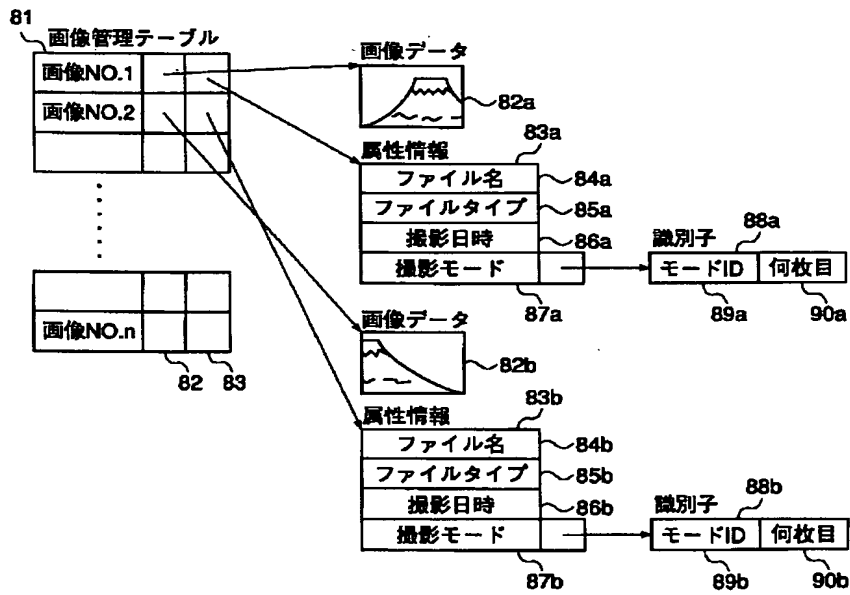 81
画像管理テーブル
画像NO.1
画像NO.2
画像NO.n
82
83
画像データ
82a
属性情報
83a
ファイル名
84a
ファイルタイプ
85a
撮影日時
86a
撮影モード
87a
識別子
88a
モードID
何枚目
89a
90a
画像データ
82b
属性情報
83b
ファイル名
84b
ファイルタイプ
85b
撮影日時
86b
撮影モード
87b
識別子
88b
モードID
何枚目
89b
90b